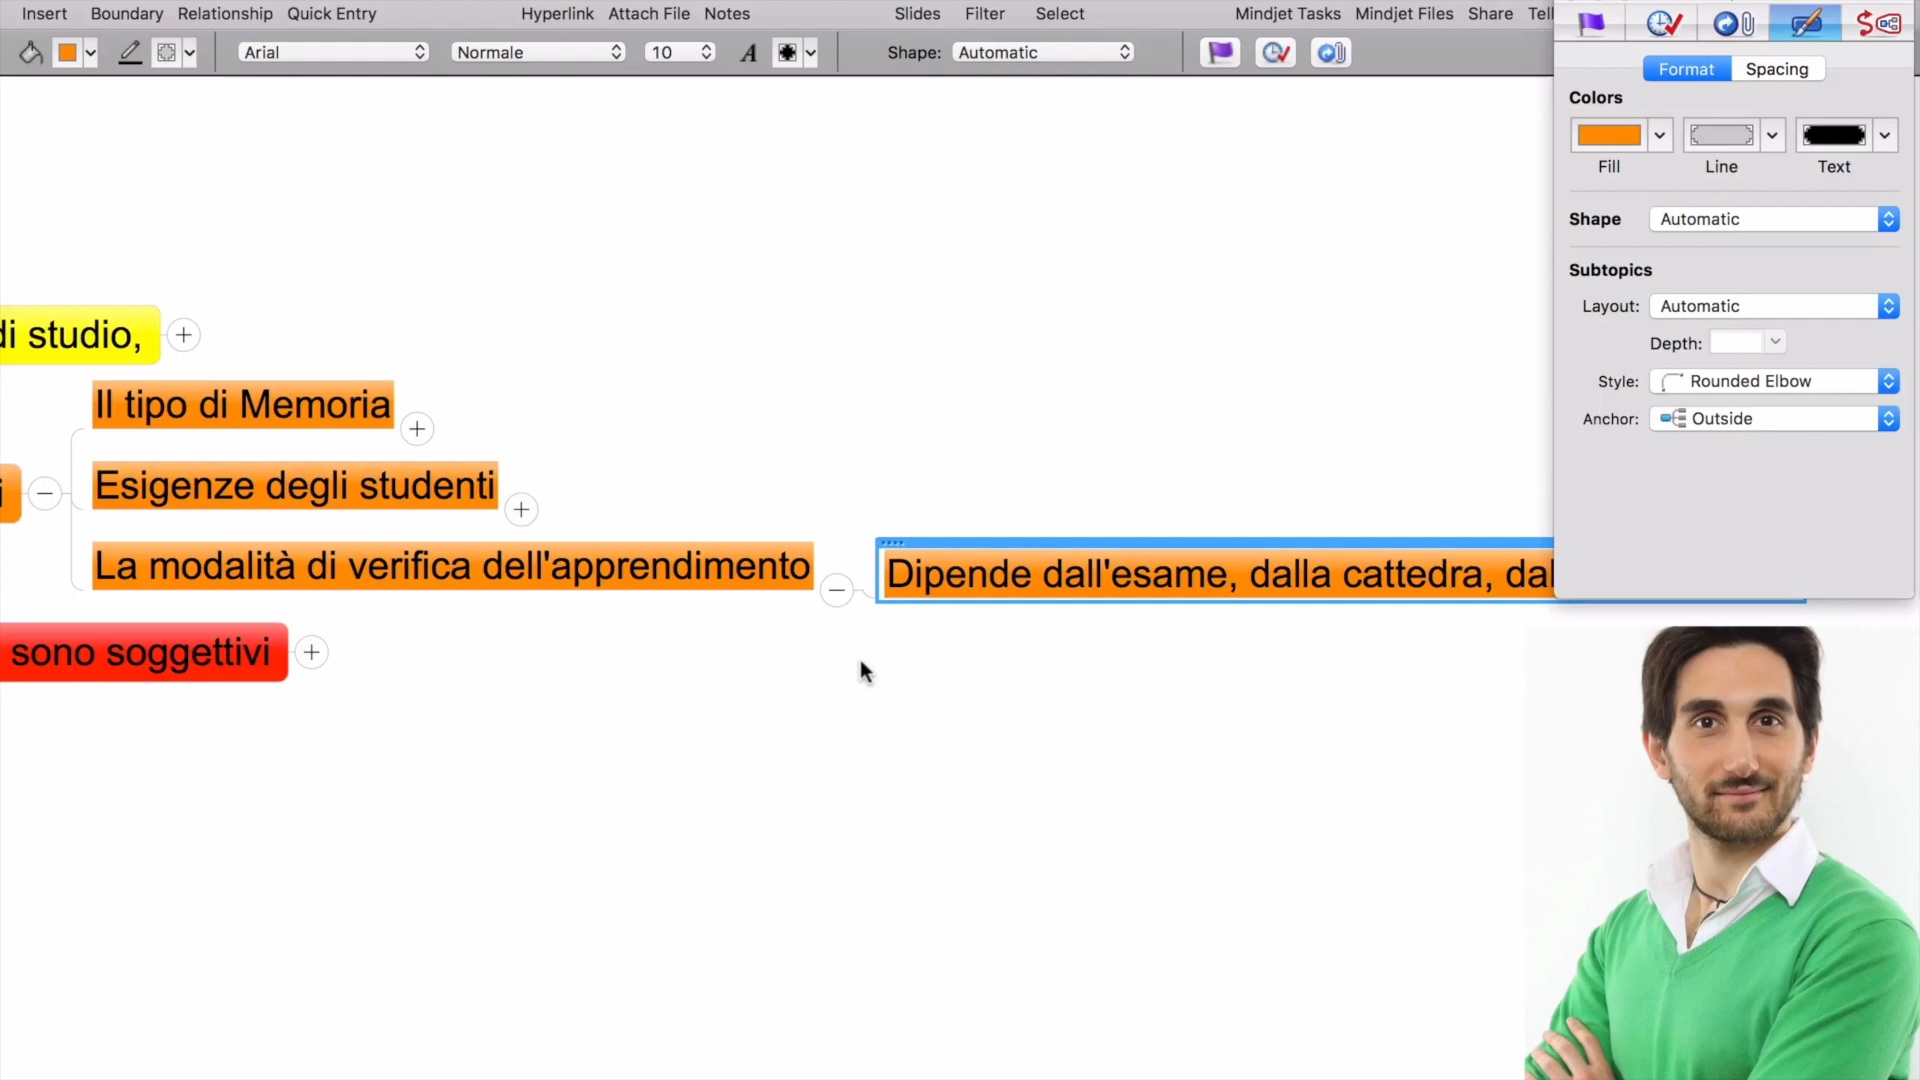 Insert Boundary Relationship Quick Entry Hyperlink Attach File Notes Slides Filter Select Mindjet Tasks Mindjet Files Share Tell
Arial Normale 10 A Shape: Automatic
Format Spacing
Colors
Fill Line Text
Shape Automatic
Subtopics
Layout: Automatic
Depth:
Style: Rounded Elbow
Anchor: Outside
di studio,
Il tipo di Memoria
Esigenze degli studenti
La modalità di verifica dell'apprendimento
Dipende dall'esame, dalla cattedra, dal
sono soggettivi